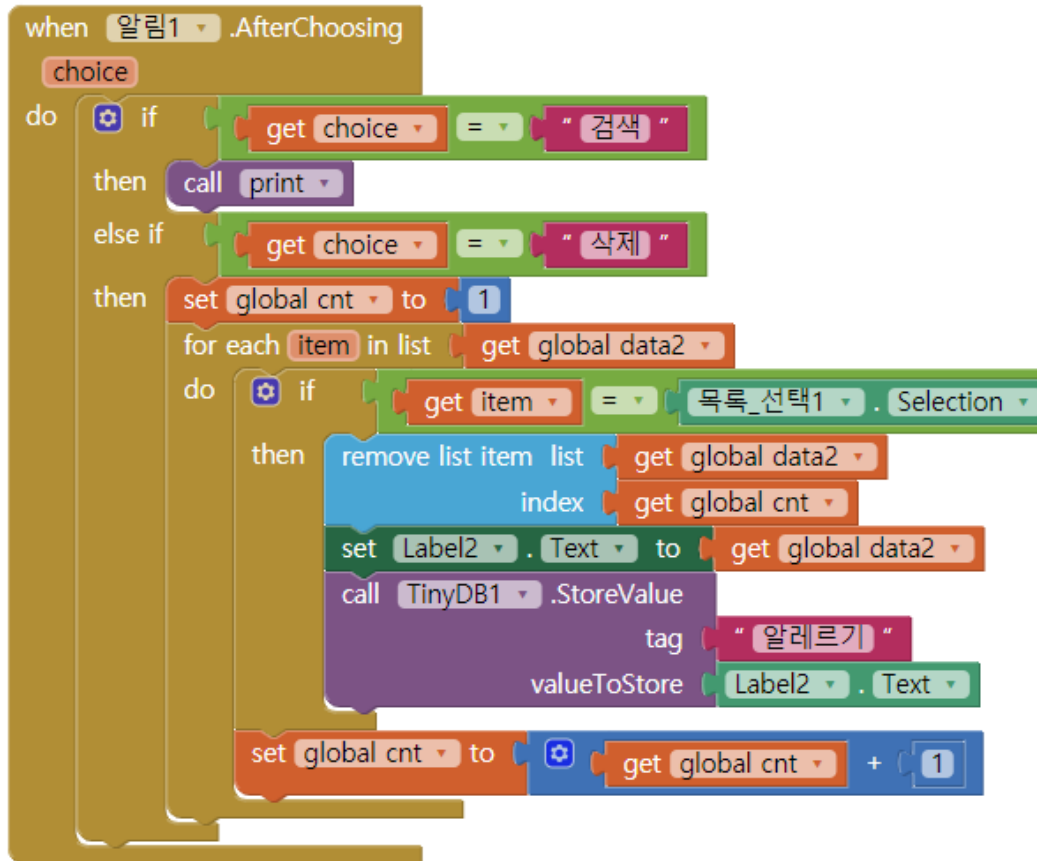 when 알림1 .AfterChoosing
choice
do if get choice = " 검색 "
then call print
else if get choice = " 삭제 "
then set global cnt to 1
for each item in list get global data2
do if get item = 목록_선택1 . Selection
then remove list item list get global data2
index get global cnt
set Label2 . Text to get global data2
call TinyDB1 .StoreValue
tag " 알레르기 "
valueToStore Label2 . Text
set global cnt to get global cnt + 1